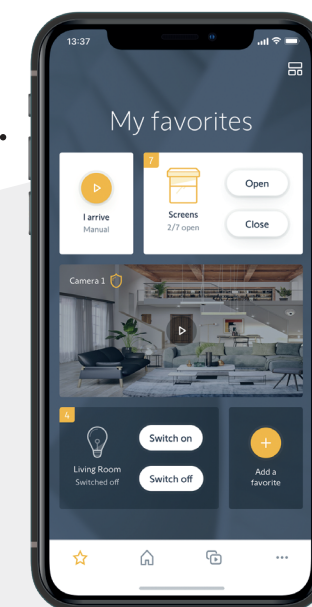 13:37
My favorites
7
I arrive
Manual
Screens
2/7 open
Open
Close
Camera 1
4
Living Room
Switched off
Switch on
Switch off
Add a
favorite